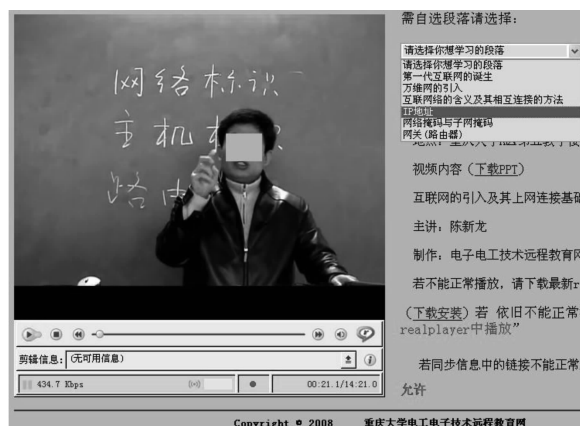 网络标识
主机
路由
需自选段落请选择：
请选择你想学习的段落
请选择你想学习的段落
第一代互联网的诞生
万维网的引入
互联网络的含义及其相互连接的方法
IP地址
网络掩码与子网掩码
网关(路由器)
视频内容（下载PPT）
互联网的引入及其上网连接基础
主讲：陈新龙
制作：电子电工技术远程教育网
若不能正常播放，请下载最新r
（下载安装）若 依旧不能正常
realplayer中播放”
若同步信息中的链接不能正常
允许
剪辑信息： (无可用信息)
434.7 Kbps
00:21.1/14:21.0
Copyright © 2008 重庆大学电工电子技术远程教育网